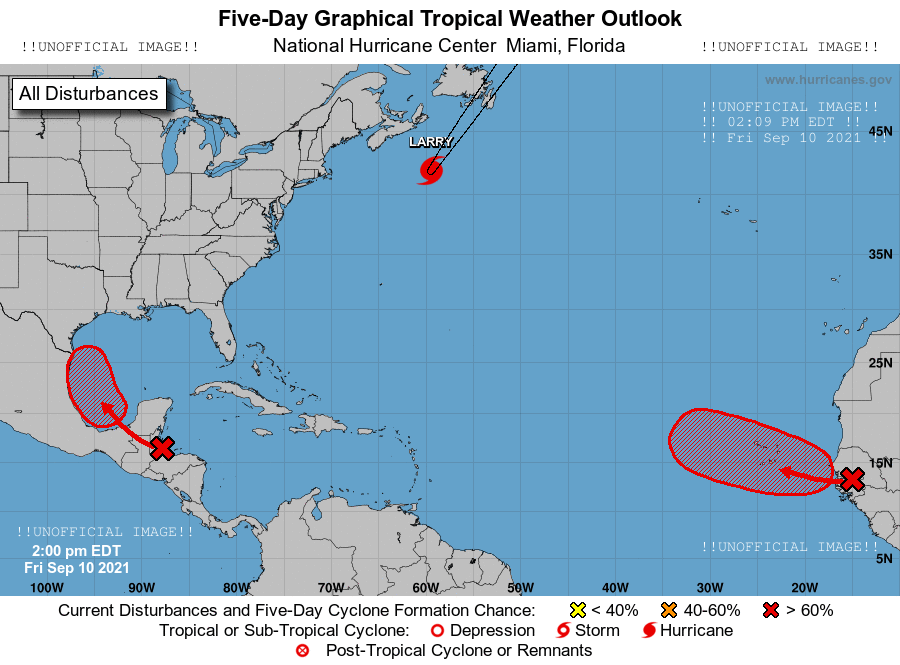 Five-Day Graphical Tropical Weather Outlook
!!UNOFFICIAL IMAGE!!
National Hurricane Center  Miami, Florida
!!UNOFFICIAL IMAGE!!
www.hurricanes.gov
All Disturbances
!!UNOFFICIAL IMAGE!!
!! 02:09 PM EDT !!
!! Fri Sep 10 2021 !!
45N
LARRY
35N
25N
15N
!!UNOFFICIAL IMAGE!!
2:00 pm EDT
Fri Sep 10 2021
!!UNOFFICIAL IMAGE!!
5N
100W 90W 80W 70W 60W 50W 40W 30W 20W
Current Disturbances and Five-Day Cyclone Formation Chance: < 40% 40-60% > 60%
Tropical or Sub-Tropical Cyclone: Depression Storm Hurricane
Post-Tropical Cyclone or Remnants